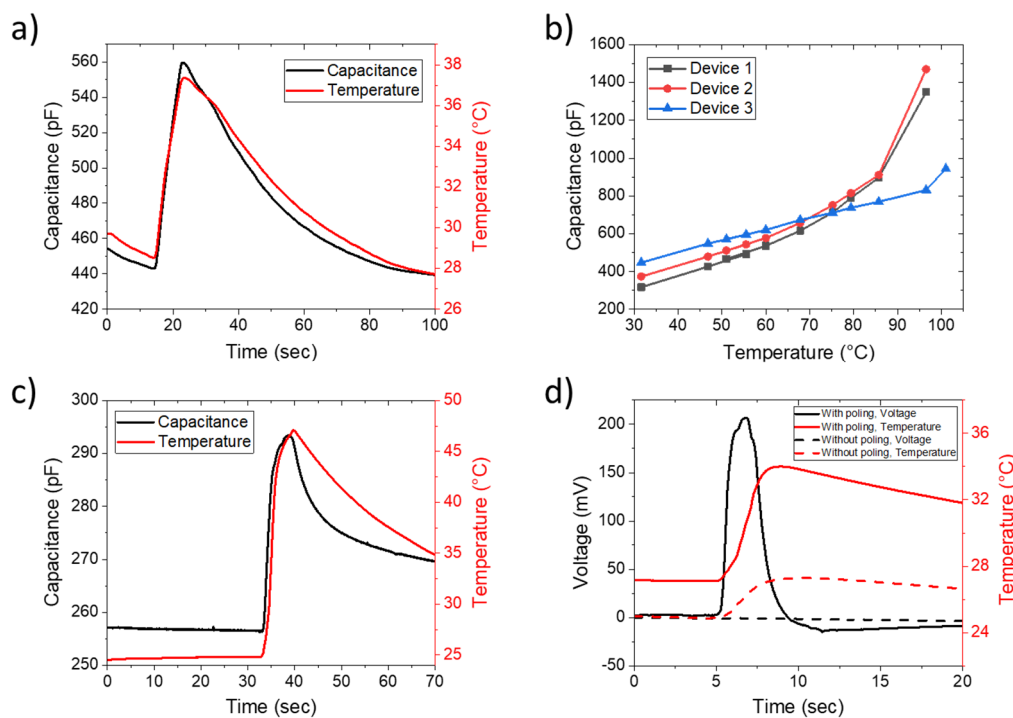 a)
Capacitance (pF)
560
540
520
500
480
460
440
420
Capacitance
Temperature
38
36
34
32
30
28
26
Temperature (°C)
0 20 40 60 80 100
Time (sec)
b)
Capacitance (pF)
1600
1400
1200
1000
800
600
400
200
Device 1
Device 2
Device 3
30 40 50 60 70 80 90 100
Temperature (°C)
c)
Capacitance (pF)
300
290
280
270
260
250
Capacitance
Temperature
50
45
40
35
30
25
Temperature (°C)
0 10 20 30 40 50 60 70
Time (sec)
d)
Voltage (mV)
200
150
100
50
0
-50
With poling, Voltage
With poling, Temperature
Without poling, Voltage
Without poling, Temperature
36
32
28
24
Temperature (°C)
0 5 10 15 20
Time (sec)